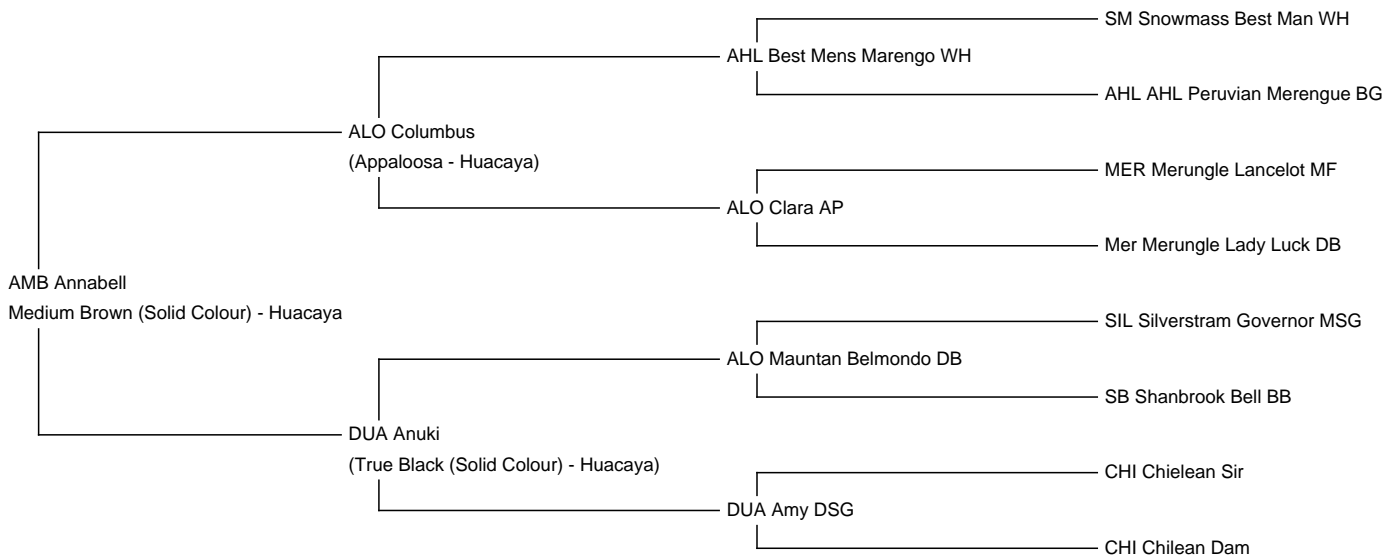 SM Snowmass Best Man WH
AHL Best Mens Marengo WH
AHL AHL Peruvian Merengue BG
ALO Columbus
(Appaloosa - Huacaya)
MER Merungle Lancelot MF
ALO Clara AP
Mer Merungle Lady Luck DB
AMB Annabell
Medium Brown (Solid Colour) - Huacaya
SIL Silverstram Governor MSG
ALO Mauntan Belmondo DB
SB Shanbrook Bell BB
DUA Anuki
(True Black (Solid Colour) - Huacaya)
CHI Chielean Sir
DUA Amy DSG
CHI Chilean Dam